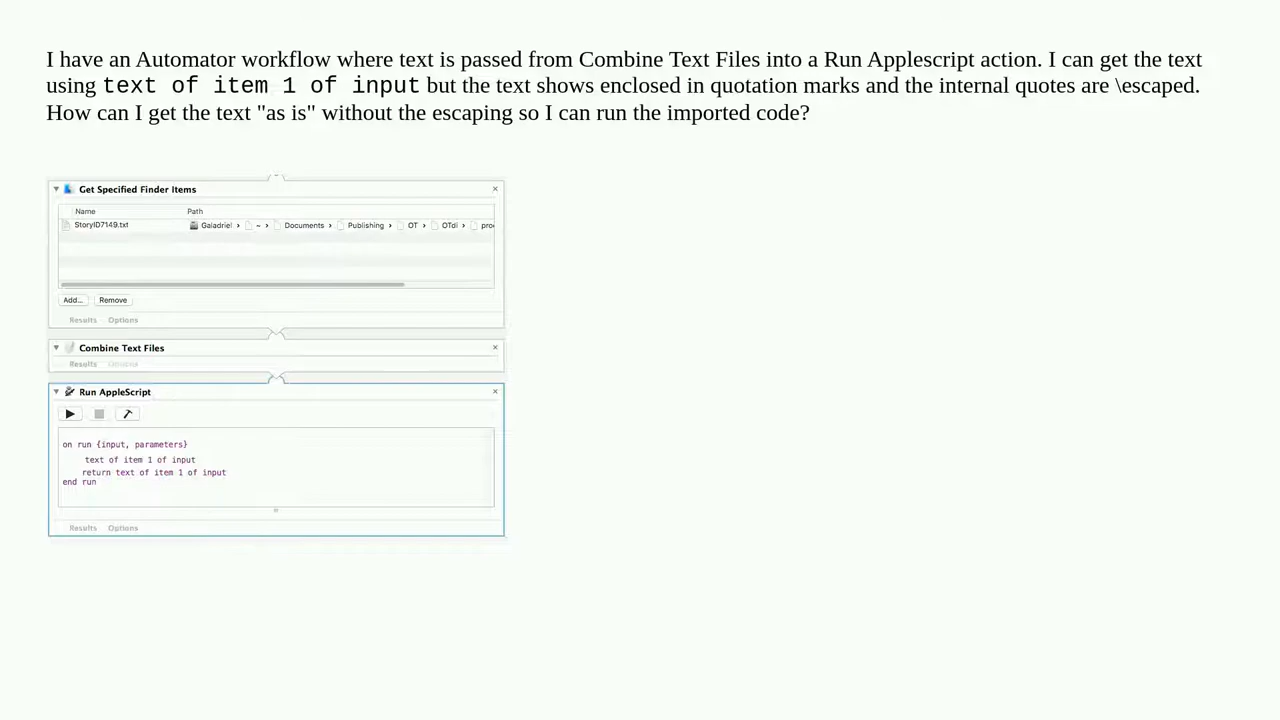 I have an Automator workflow where text is passed from Combine Text Files into a Run Applescript action. I can get the text
using text of item 1 of input but the text shows enclosed in quotation marks and the internal quotes are \escaped.
How can I get the text "as is" without the escaping so I can run the imported code?
Get Specified Finder Items
Name Path
StoryID7149.txt Galadriel › ~ › Documents › Publishing › OT › OTdi ›
Add... Remove
Results Options
Combine Text Files
Results Options
Run AppleScript
on run {input, parameters}
text of item 1 of input
return text of item 1 of input
end run
Results Options